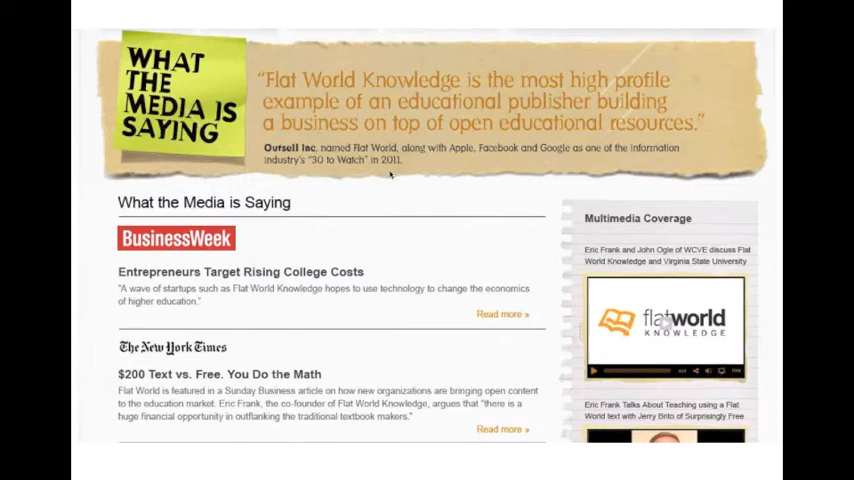 WHAT
THE
MEDIA IS
SAYING
“Flat World Knowledge is the most high profile
example of an educational publisher building
a business on top of open educational resources.”
Outsell Inc, named Flat World, along with Apple, Facebook and Google as one of the information
industry's “30 to Watch” in 2011.
What the Media is Saying
BusinessWeek
Entrepreneurs Target Rising College Costs
“A wave of startups such as Flat World Knowledge hopes to use technology to change the economics
of higher education.”
Read more »
The New York Times
$200 Text vs. Free. You Do the Math
Flat World is featured in a Sunday Business article on how new organizations are bringing open content
to the education market. Eric Frank, the co-founder of Flat World Knowledge, argues that “there is a
huge financial opportunity in outflanking the traditional textbook makers.”
Read more »
Multimedia Coverage
Eric Frank and John Ogle of WCVE discuss Flat
World Knowledge and Virginia State University
flatworld
KNOWLEDGE
Eric Frank Talks About Teaching using a Flat
World text with Jerry Brito of Surprisingly Free